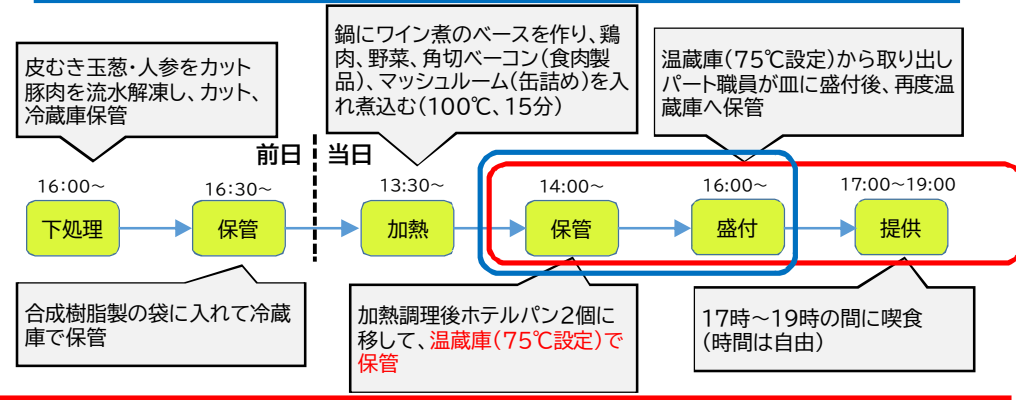 皮むき玉葱・人参をカット
豚肉を流水解凍し、カット、
冷蔵庫保管
鍋にワイン煮のベースを作り、鶏
肉、野菜、角切ベーコン(食肉製
品)、マッシュルーム(缶詰め)を入
れ煮込む(100℃、15分)
温蔵庫(75℃設定)から取り出し
パート職員が皿に盛付後、再度温
蔵庫へ保管
前日
当日
16:00～
16:30～
13:30～
14:00～
16:00～
17:00~19:00
下処理
保管
加熱
保管
盛付
提供
合成樹脂製の袋に入れて冷蔵
庫で保管
加熱調理後ホテルパン2個に
移して、温蔵庫(75℃設定)で
保管
17時～19時の間に喫食
(時間は自由)